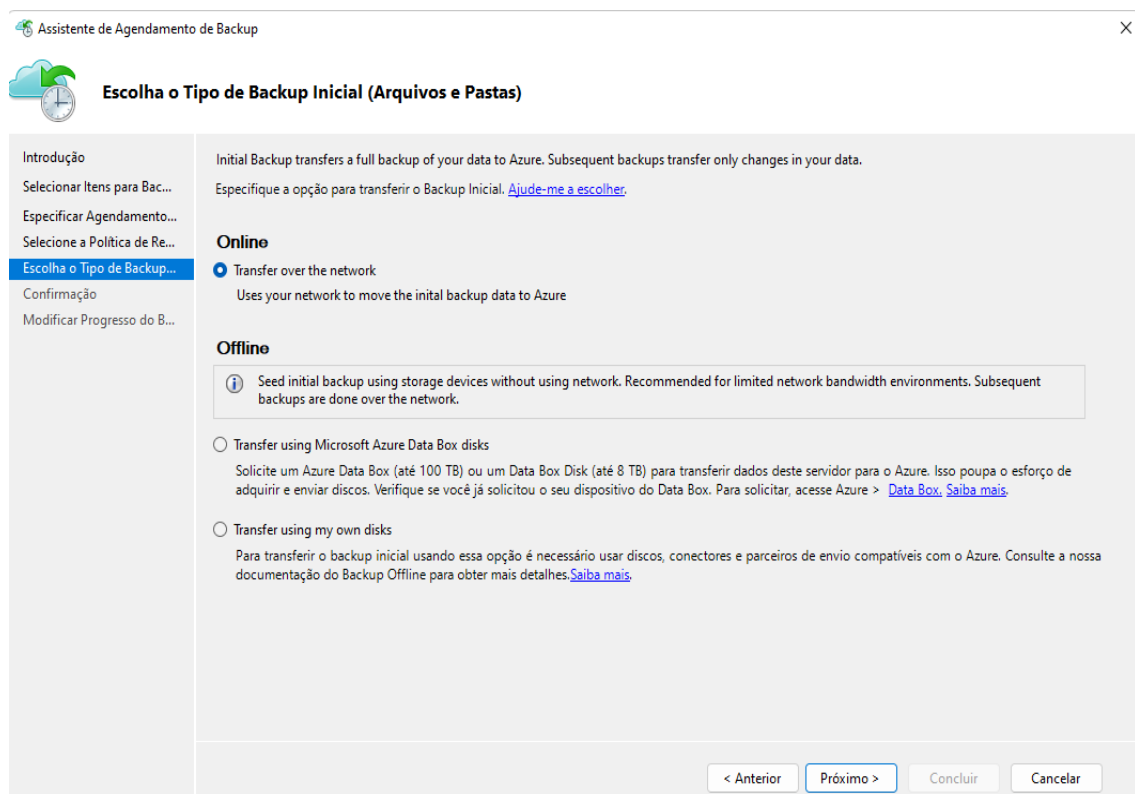 Assistente de Agendamento de Backup
Escolha o Tipo de Backup Inicial (Arquivos e Pastas)
Introdução
Selecionar Itens para Bac...
Especificar Agendamento...
Selecione a Política de Re...
Escolha o Tipo de Backup...
Confirmação
Modificar Progresso do B...
Initial Backup transfers a full backup of your data to Azure. Subsequent backups transfer only changes in your data.
Especifique a opção para transferir o Backup Inicial. Ajude-me a escolher.
Online
Transfer over the network
Uses your network to move the inital backup data to Azure
Offline
Seed initial backup using storage devices without using network. Recommended for limited network bandwidth environments. Subsequent
backups are done over the network.
Transfer using Microsoft Azure Data Box disks
Solicite um Azure Data Box (até 100 TB) ou um Data Box Disk (até 8 TB) para transferir dados deste servidor para o Azure. Isso poupa o esforço de
adquirir e enviar discos. Verifique se você já solicitou o seu dispositivo do Data Box. Para solicitar, acesse Azure > Data Box. Saiba mais.
Transfer using my own disks
Para transferir o backup inicial usando essa opção é necessário usar discos, conectores e parceiros de envio compatíveis com o Azure. Consulte a nossa
documentação do Backup Offline para obter mais detalhes.Saiba mais.
< Anterior
Próximo >
Concluir
Cancelar